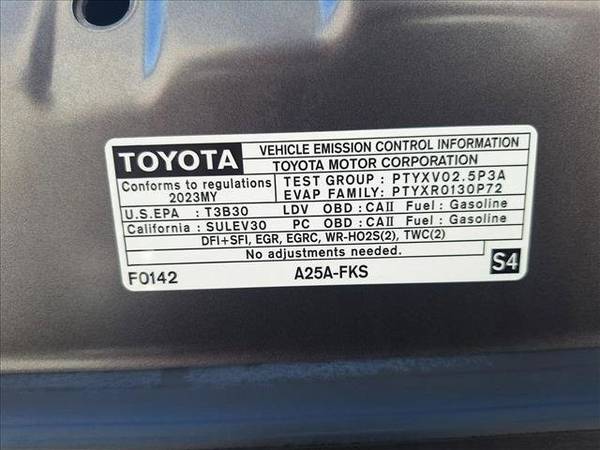 TOYOTA
VEHICLE EMISSION CONTROL INFORMATION
TOYOTA MOTOR CORPORATION
Conforms to regulations
2023MY
TEST GROUP : PTYXV02.5P3A
EVAP FAMILY: PTYXR0130P72
U.S.EPA : T3B30 LDV OBD : CAII Fuel : Gasoline
California : SULEV30 PC OBD : CAII Fuel : Gasoline
DFI+SFI, EGR, EGRC, WR-HO2S(2), TWC(2)
No adjustments needed.
F0142 A25A-FKS S4